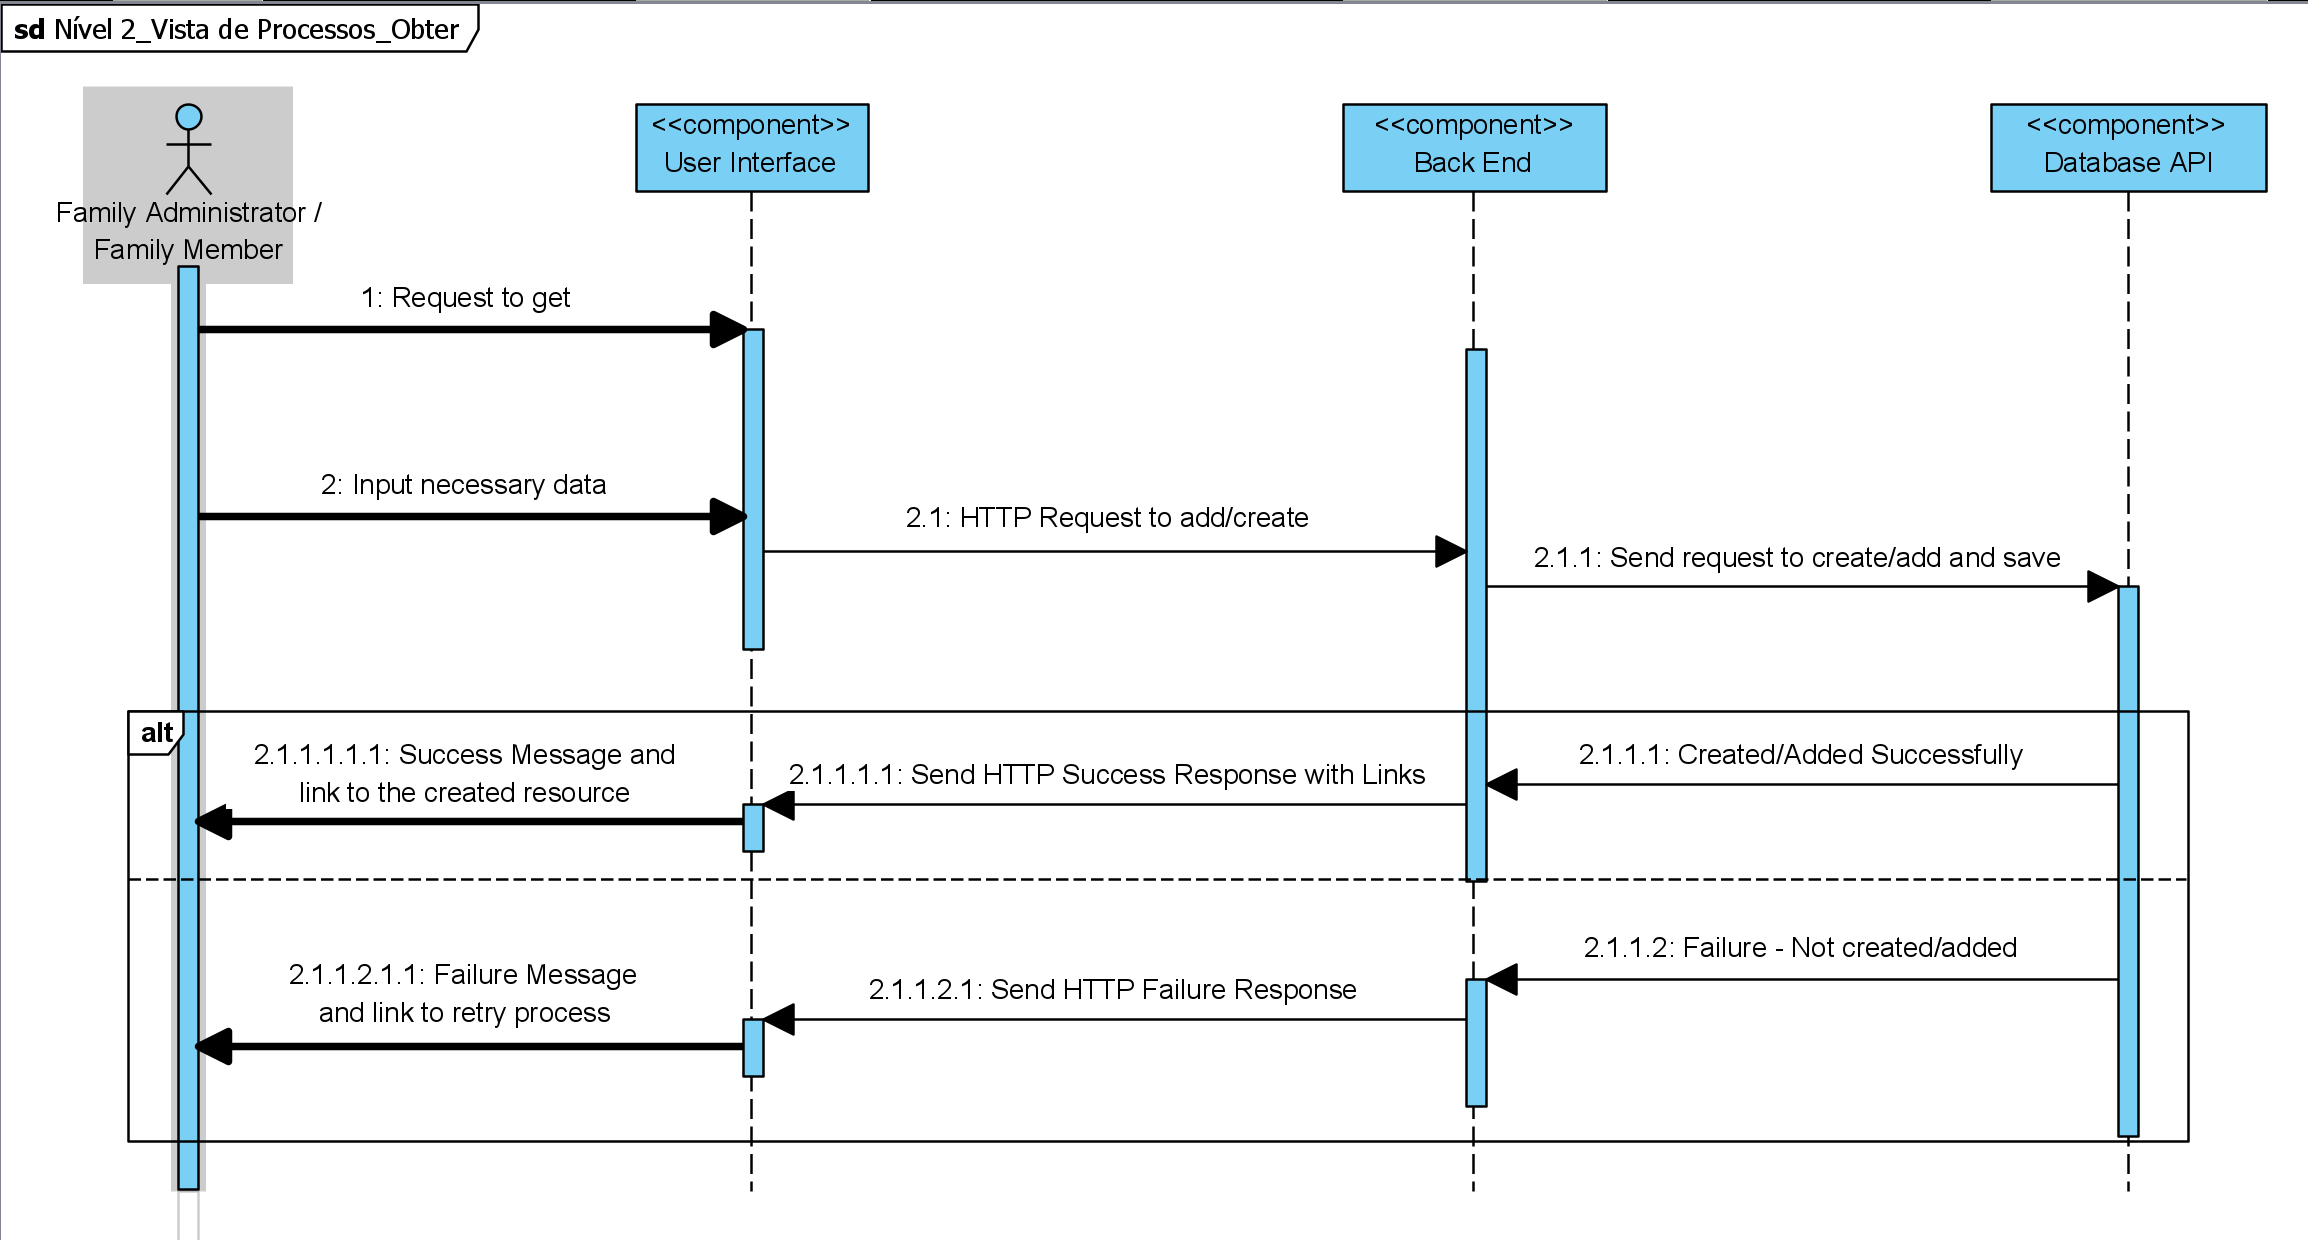 sd Nível 2_Vista de Processos_Obter
<<component>>
User Interface
<<component>>
Back End
<<component>>
Database API
Family Administrator /
Family Member
1: Request to get
2: Input necessary data
2.1: HTTP Request to add/create
2.1.1: Send request to create/add and save
alt
2.1.1.1.1.1: Success Message and
link to the created resource
2.1.1.1.1: Send HTTP Success Response with Links
2.1.1.1: Created/Added Successfully
2.1.1.2.1.1: Failure Message
and link to retry process
2.1.1.2.1: Send HTTP Failure Response
2.1.1.2: Failure - Not created/added